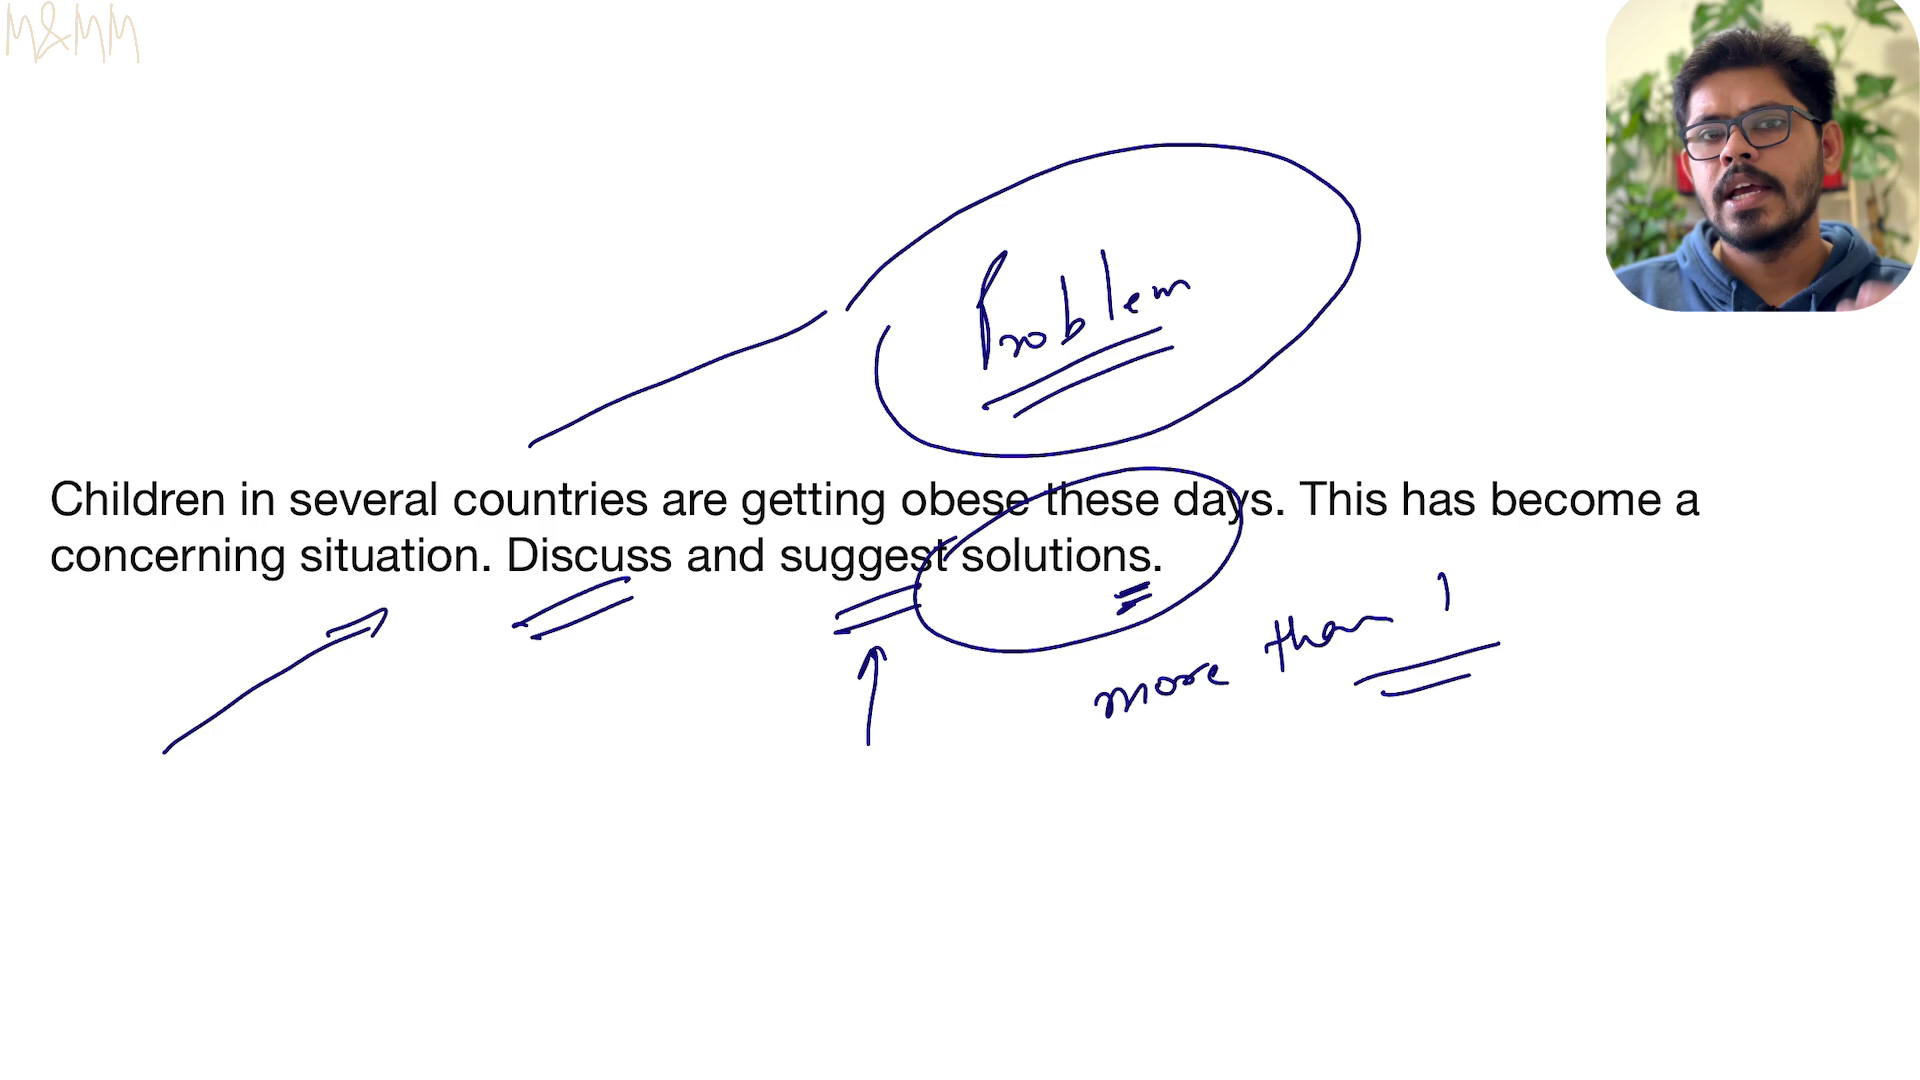 M&MM
Problem
Children in several countries are getting obese these days. This has become a
concerning situation. Discuss and suggest solutions.
more than 1